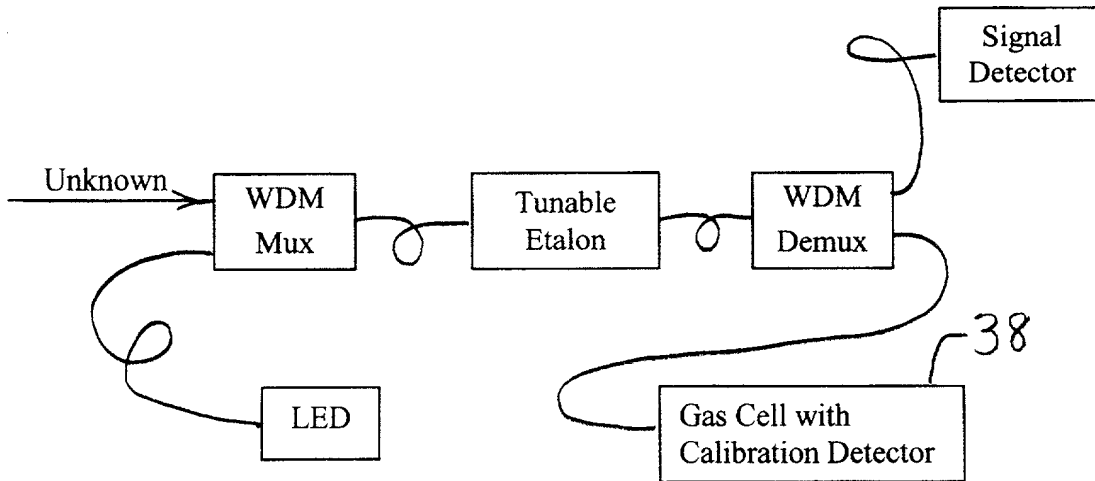 Signal
Detector
Unknown
WDM
Mux
Tunable
Etalon
WDM
Demux
38
LED
Gas Cell with
Calibration Detector